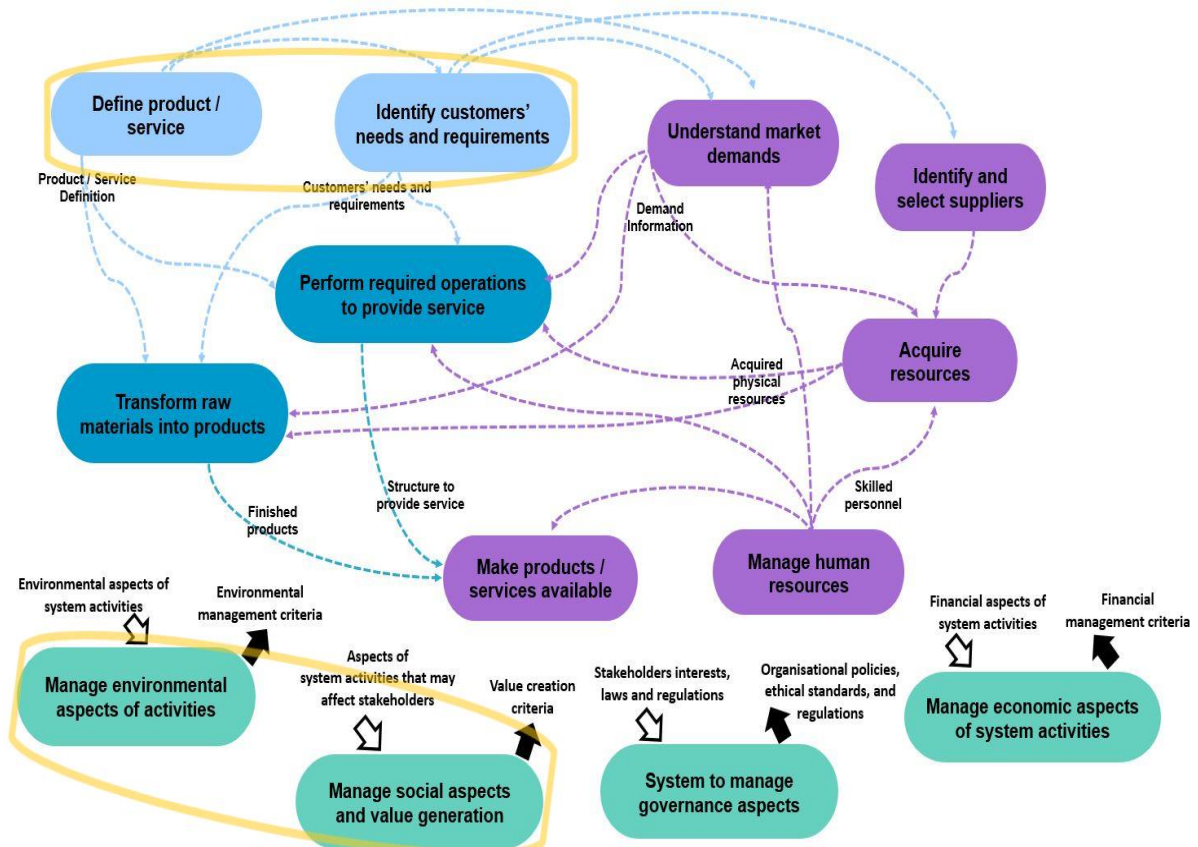 Define product /
service
Identify customers’
needs and requirements
Understand market
demands
Identify and
select suppliers
Product / Service
Definition
Customers’ needs and
requirements
Demand
Information
Perform required operations
to provide service
Acquire
resources
Acquired
physical
resources
Transform raw
materials into products
Structure to
provide service
Skilled
personnel
Finished
products
Make products /
services available
Manage human
resources
Environmental aspects of
system activities
Environmental
management criteria
Manage environmental
aspects of activities
Aspects of
system activities that may
affect stakeholders
Value creation
criteria
Manage social aspects
and value generation
Stakeholders interests,
laws and regulations
Organisational policies,
ethical standards, and
regulations
System to manage
governance aspects
Financial aspects of
system activities
Financial
management criteria
Manage economic aspects
of system activities